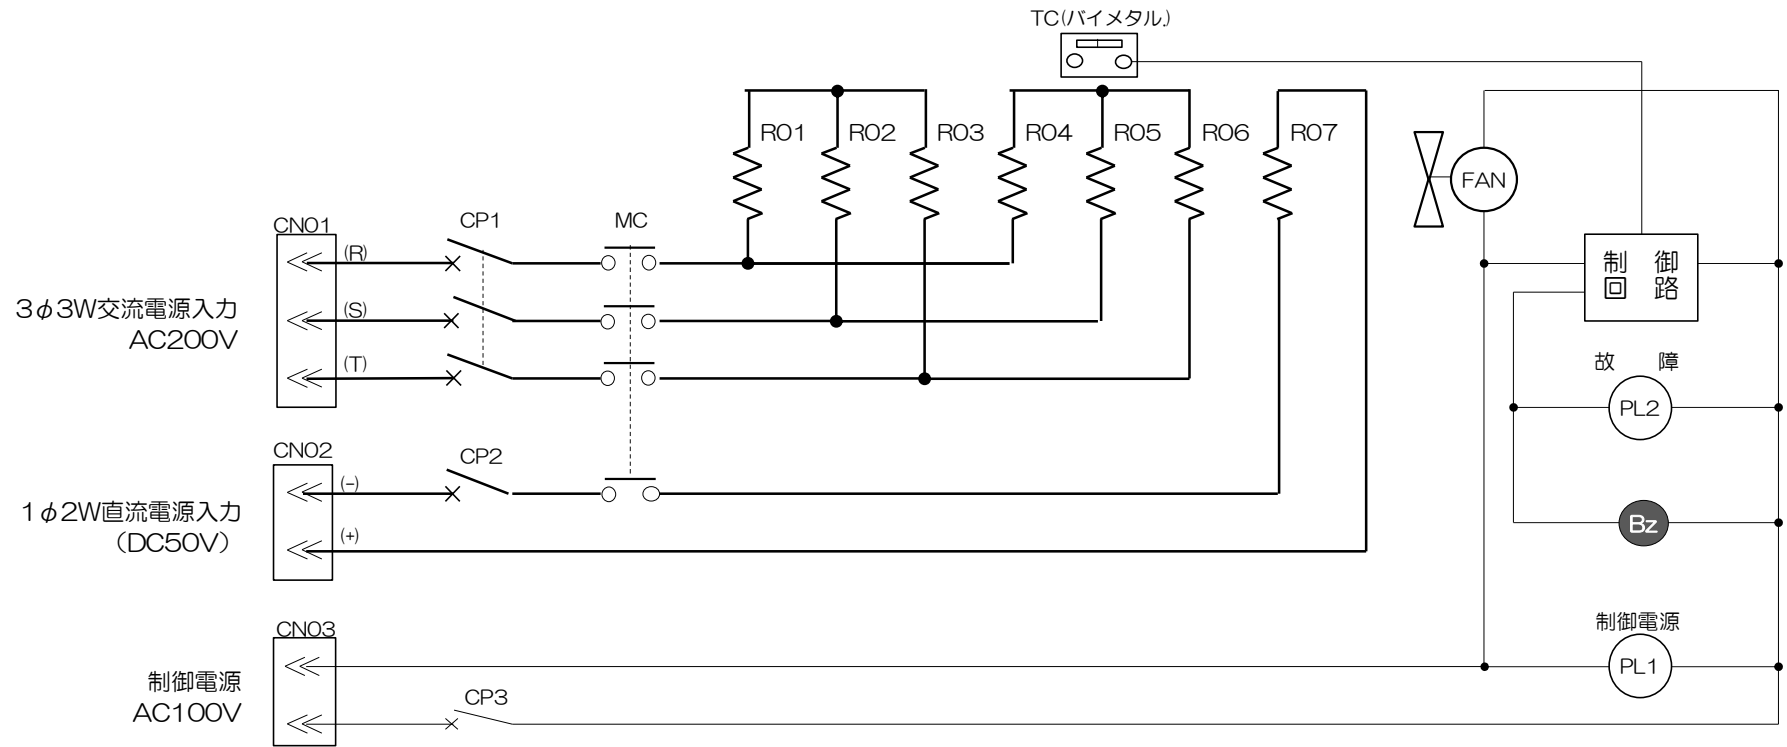 TC(バイメタル.)
R01
R02
R03
R04
R05
R06
R07
FAN
CN01
CP1
MC
(R)
(S)
(T)
3φ3W交流電源入力
AC200V
制 御
回 路
故 障
PL2
CN02
CP2
(-)
(+)
1φ2W直流電源入力
(DC50V)
Bz
CN03
制御電源
PL1
制御電源
AC100V
CP3